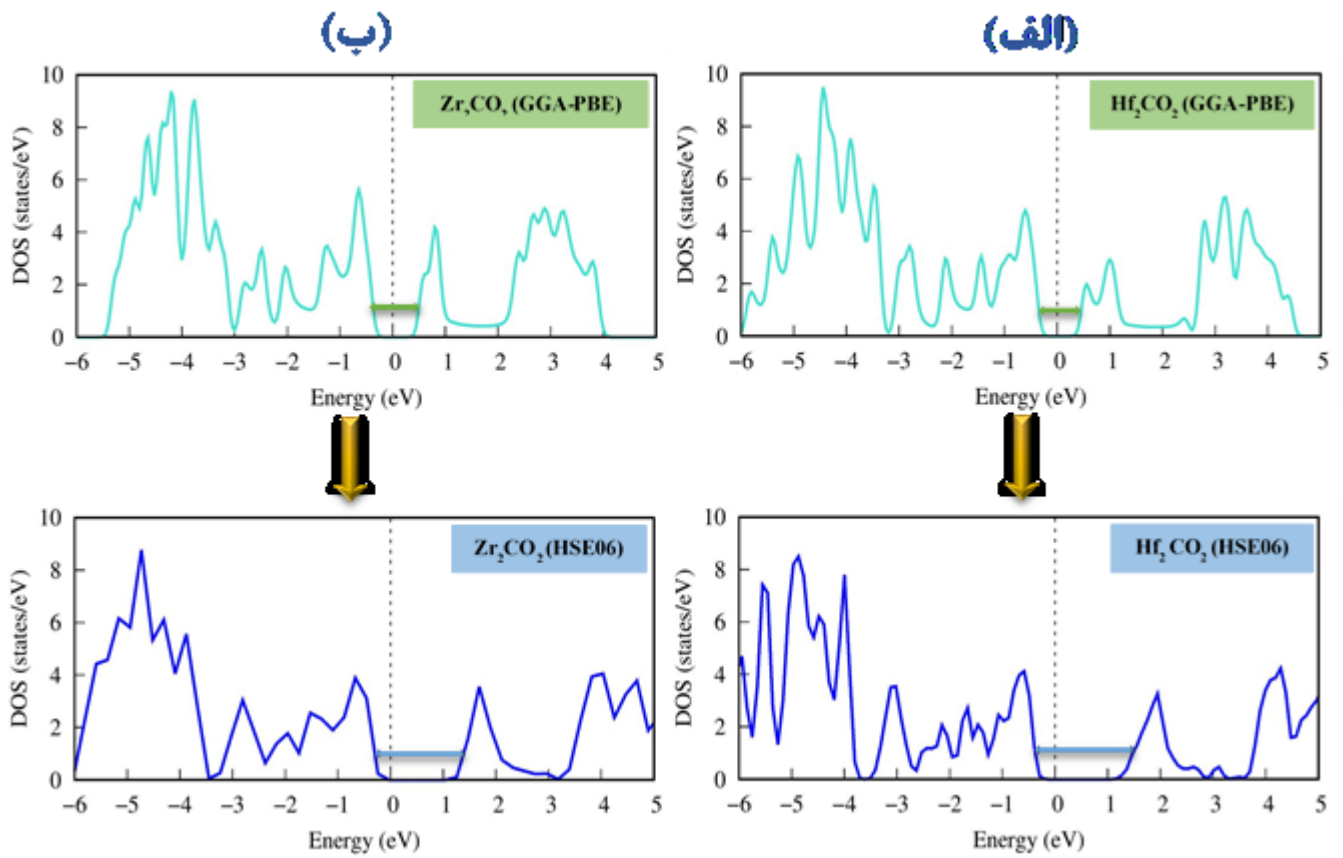 (ب)
(الف)
Zr₂CO₂ (GGA-PBE)
DOS (states/eV)
10
8
6
4
2
0
−6 −5 −4 −3 −2 −1 0 1 2 3 4 5
Energy (eV)
Hf₂CO₂ (GGA-PBE)
DOS (states/eV)
10
8
6
4
2
0
−6 −5 −4 −3 −2 −1 0 1 2 3 4 5
Energy (eV)
Zr₂CO₂ (HSE06)
DOS (states/eV)
10
8
6
4
2
0
−6 −5 −4 −3 −2 −1 0 1 2 3 4 5
Energy (eV)
Hf₂ CO₂ (HSE06)
DOS (states/eV)
10
8
6
4
2
0
−6 −5 −4 −3 −2 −1 0 1 2 3 4 5
Energy (eV)